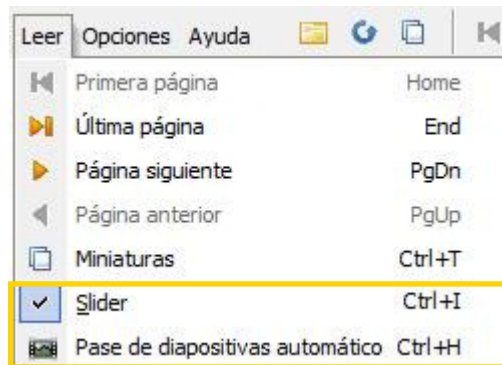 Leer Opciones Ayuda
Primera página Home
Última página End
Página siguiente PgDn
Página anterior PgUp
Miniaturas Ctrl+T
Slider Ctrl+I
Pase de diapositivas automático Ctrl+H